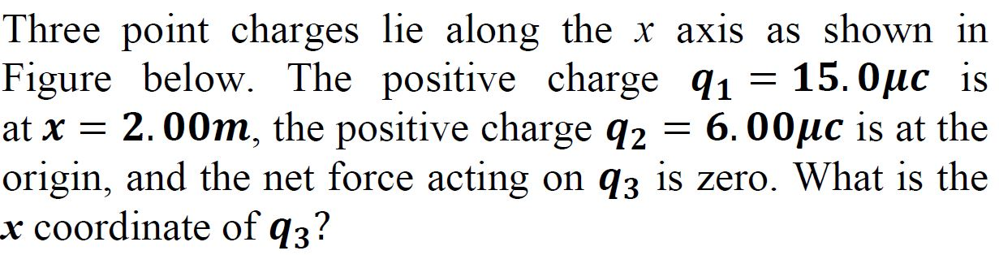 Three point charges lie along the x axis as shown in
Figure below. The positive charge q₁ = 15.0μc is
at x = 2.00m, the positive charge q₂ = 6.00μc is at the
origin, and the net force acting on q₃ is zero. What is the
x coordinate of q₃?